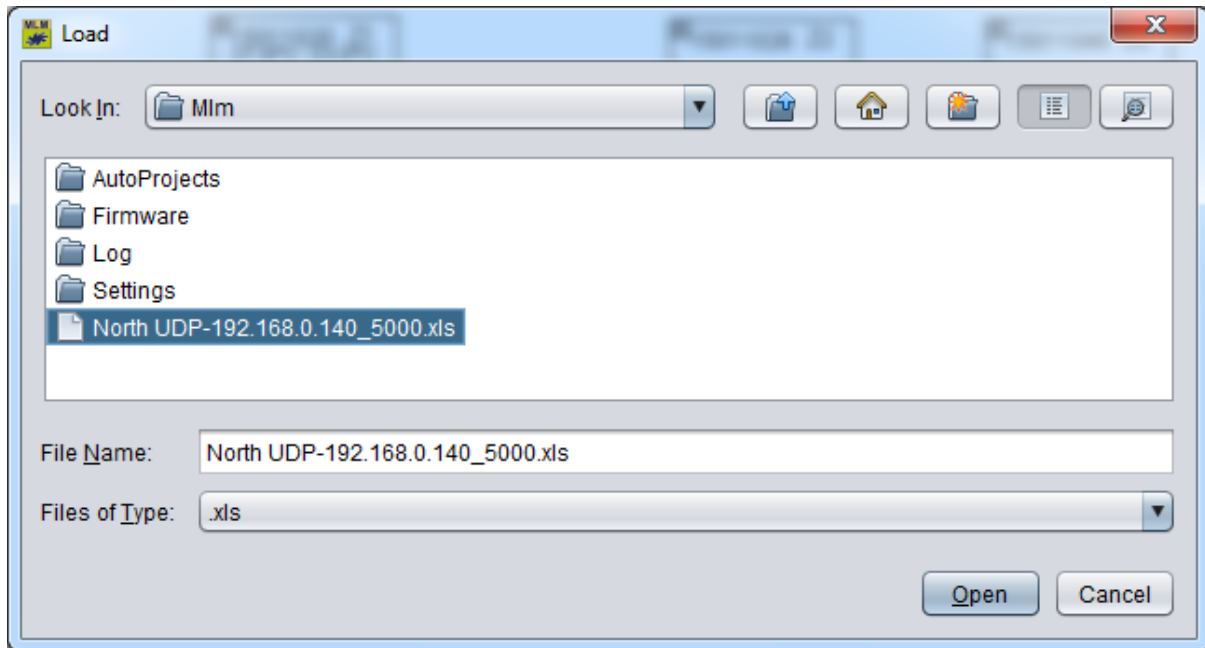 MLM Load
Look In: Mlm
AutoProjects
Firmware
Log
Settings
North UDP-192.168.0.140_5000.xls
File Name: North UDP-192.168.0.140_5000.xls
Files of Type: .xls
Open Cancel